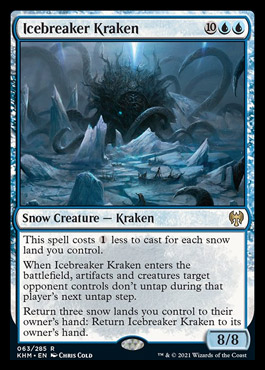 Icebreaker Kraken 10
Snow Creature — Kraken
This spell costs 1 less to cast for each snow
land you control.
When Icebreaker Kraken enters the
battlefield, artifacts and creatures target
opponent controls don't untap during that
player's next untap step.
Return three snow lands you control to their
owner's hand: Return Icebreaker Kraken to its
owner's hand.
8/8
063/285 R
KHM • EN Chris Cold
™ & © 2021 Wizards of the Coast